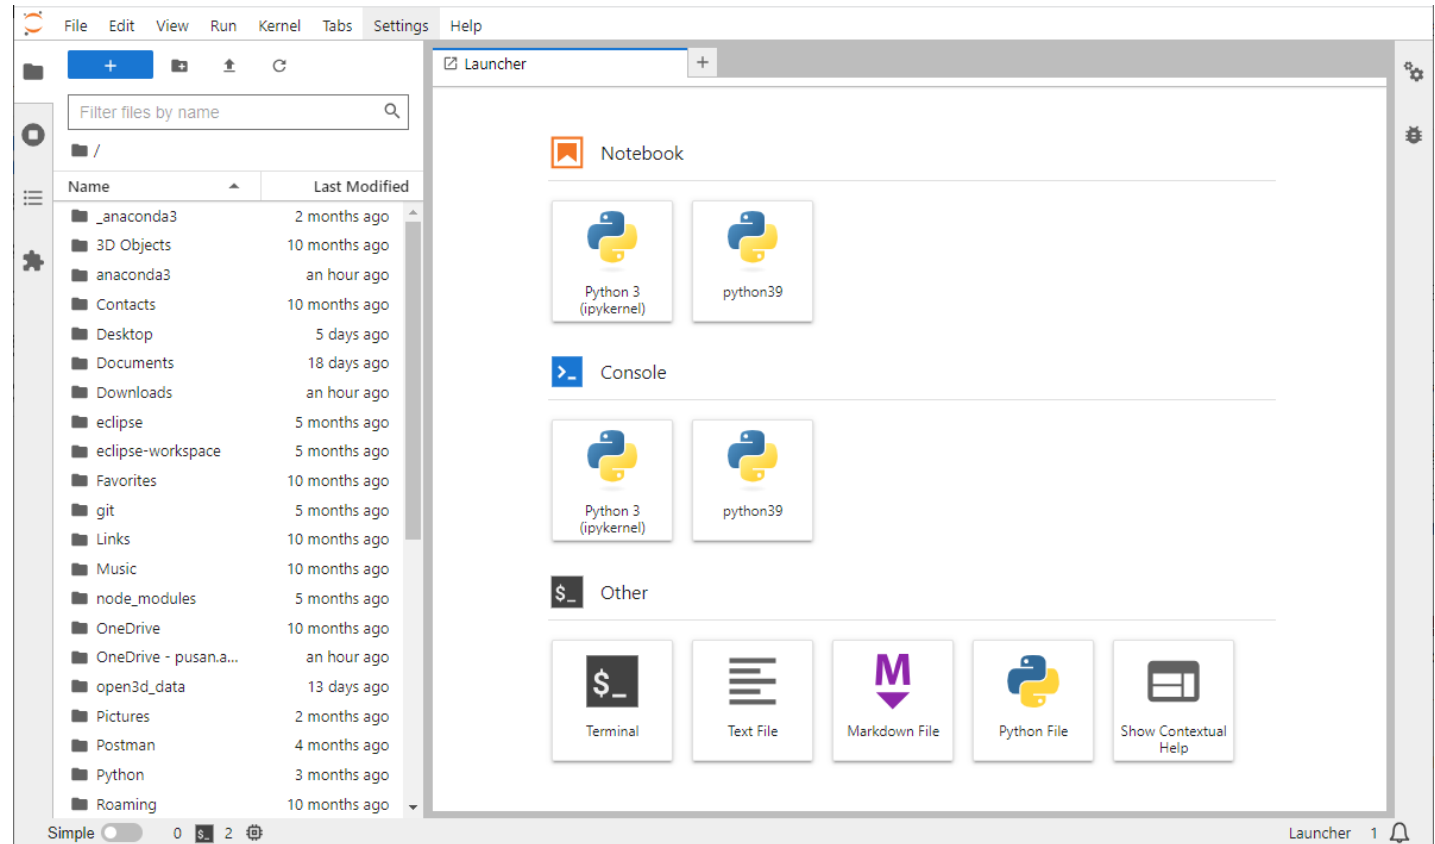 File Edit View Run Kernel Tabs Settings Help
+
Launcher
+
Filter files by name
/
Name Last Modified
_anaconda3 2 months ago
3D Objects 10 months ago
anaconda3 an hour ago
Contacts 10 months ago
Desktop 5 days ago
Documents 18 days ago
Downloads an hour ago
eclipse 5 months ago
eclipse-workspace 5 months ago
Favorites 10 months ago
git 5 months ago
Links 10 months ago
Music 10 months ago
node_modules 5 months ago
OneDrive 10 months ago
OneDrive - pusan.a... an hour ago
open3d_data 13 days ago
Pictures 2 months ago
Postman 4 months ago
Python 3 months ago
Roaming 10 months ago
Notebook
Python 3
(ipykernel)
python39
>_ Console
Python 3
(ipykernel)
python39
$_ Other
$_
Terminal
Text File
M
Markdown File
Python File
Show Contextual
Help
Simple 0 $_ 2 Launcher 1